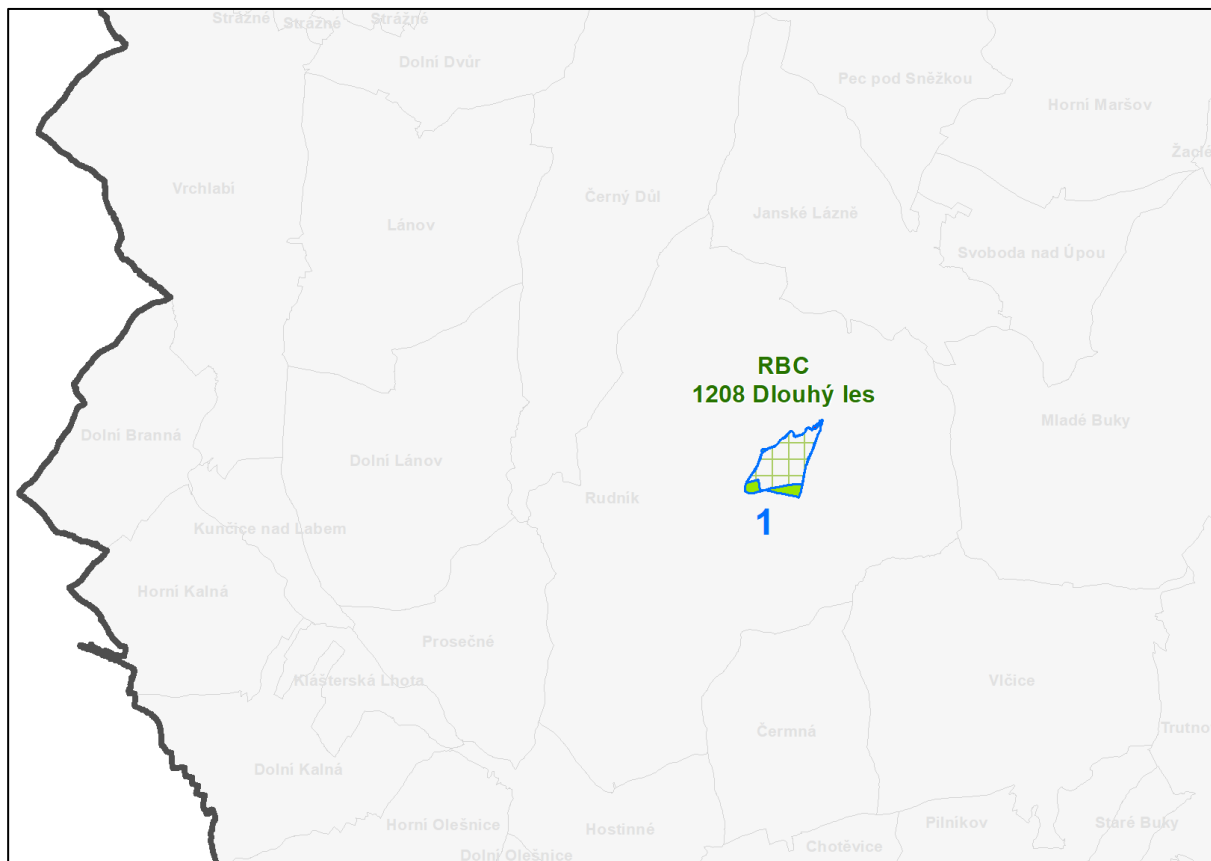 Strážné
Strážné
Strážné
Dolní Dvůr
Pec pod Sněžkou
Horní Maršov
Žaclé
Vrchlabí
Černý Důl
Lánov
Janské Lázně
Svoboda nad Úpou
RBC
1208 Dlouhý les
Mladé Buky
Dolní Branná
Dolní Lánov
Rudník
1
Kunčice nad Labem
Horní Kalná
Prosečné
Klášterská Lhota
Vlčice
Čermná
Trutno
Dolní Kalná
Horní Olešnice
Hostinné
Pilníkov
Staré Buky
Chotěvice
Dolní Olešnice